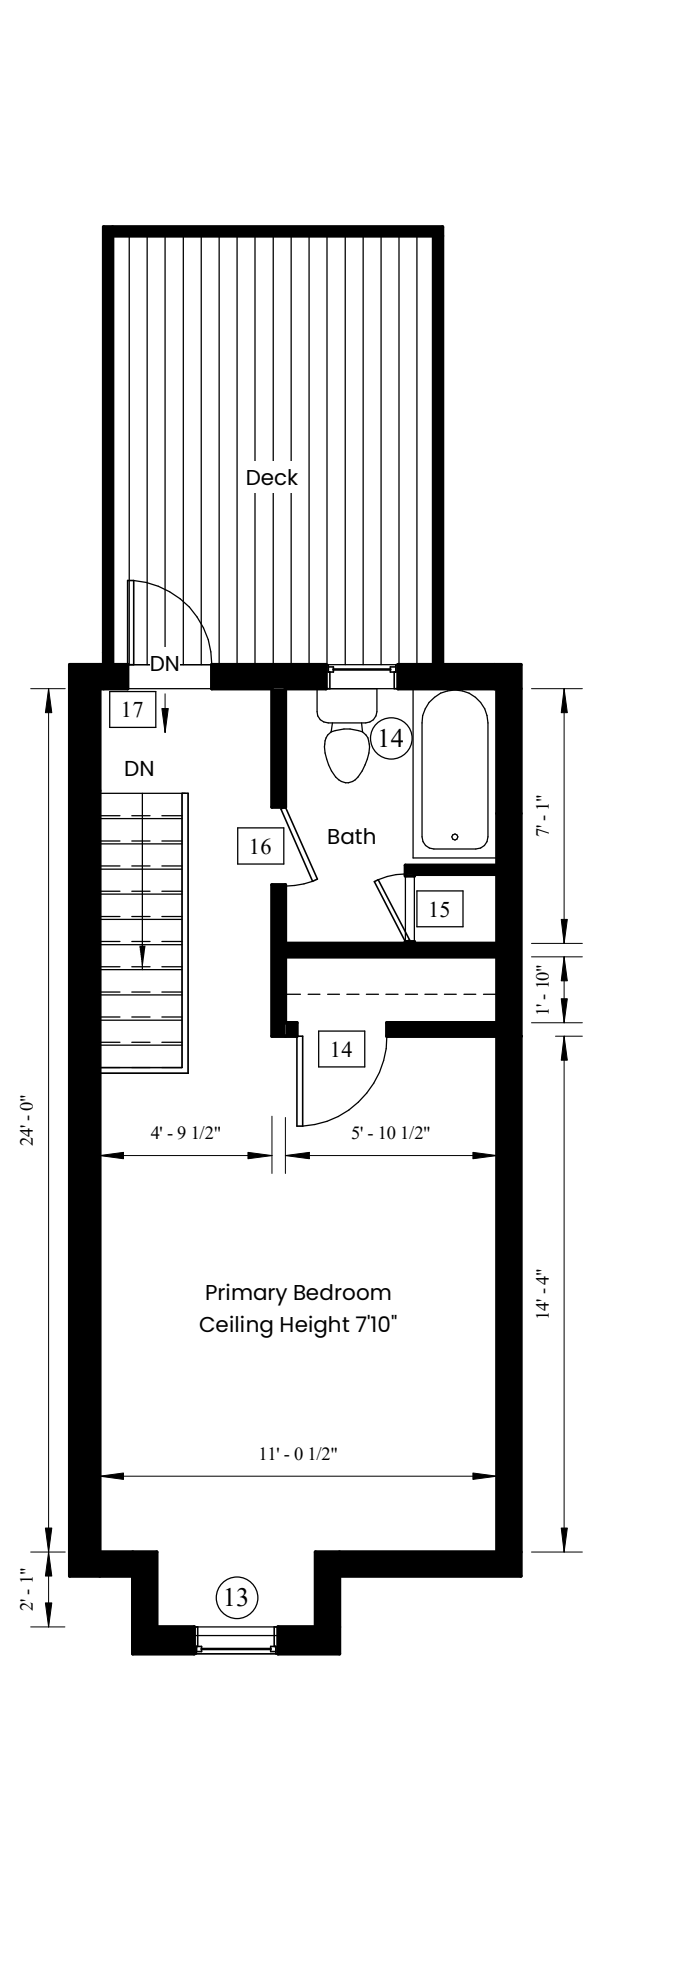 Deck
DN
17
14
DN
7' - 1"
Bath
16
15
1' - 10"
14
24' - 0"
4' - 9 1/2"
5' - 10 1/2"
Primary Bedroom
Ceiling Height 7'10"
14' - 4"
11' - 0 1/2"
2' - 1"
13